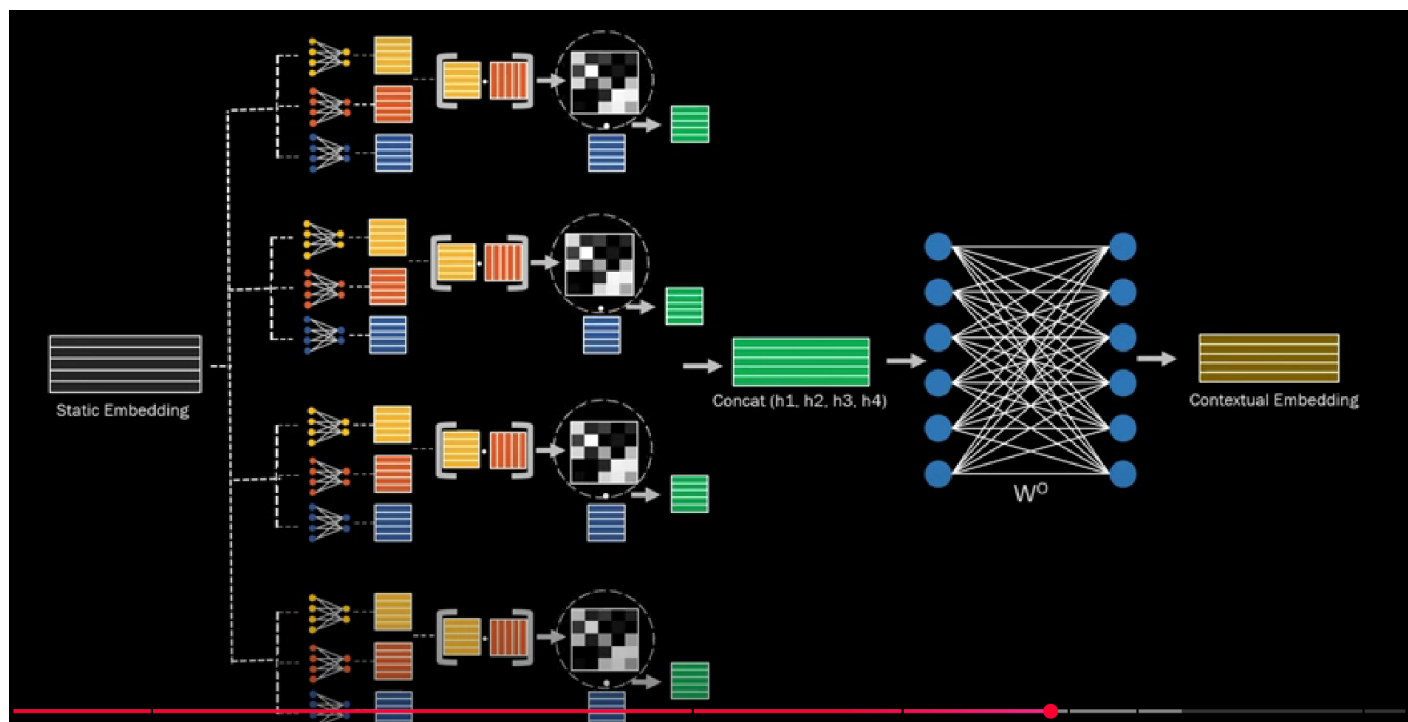 Static Embedding
Concat (h1, h2, h3, h4)
W^O
Contextual Embedding